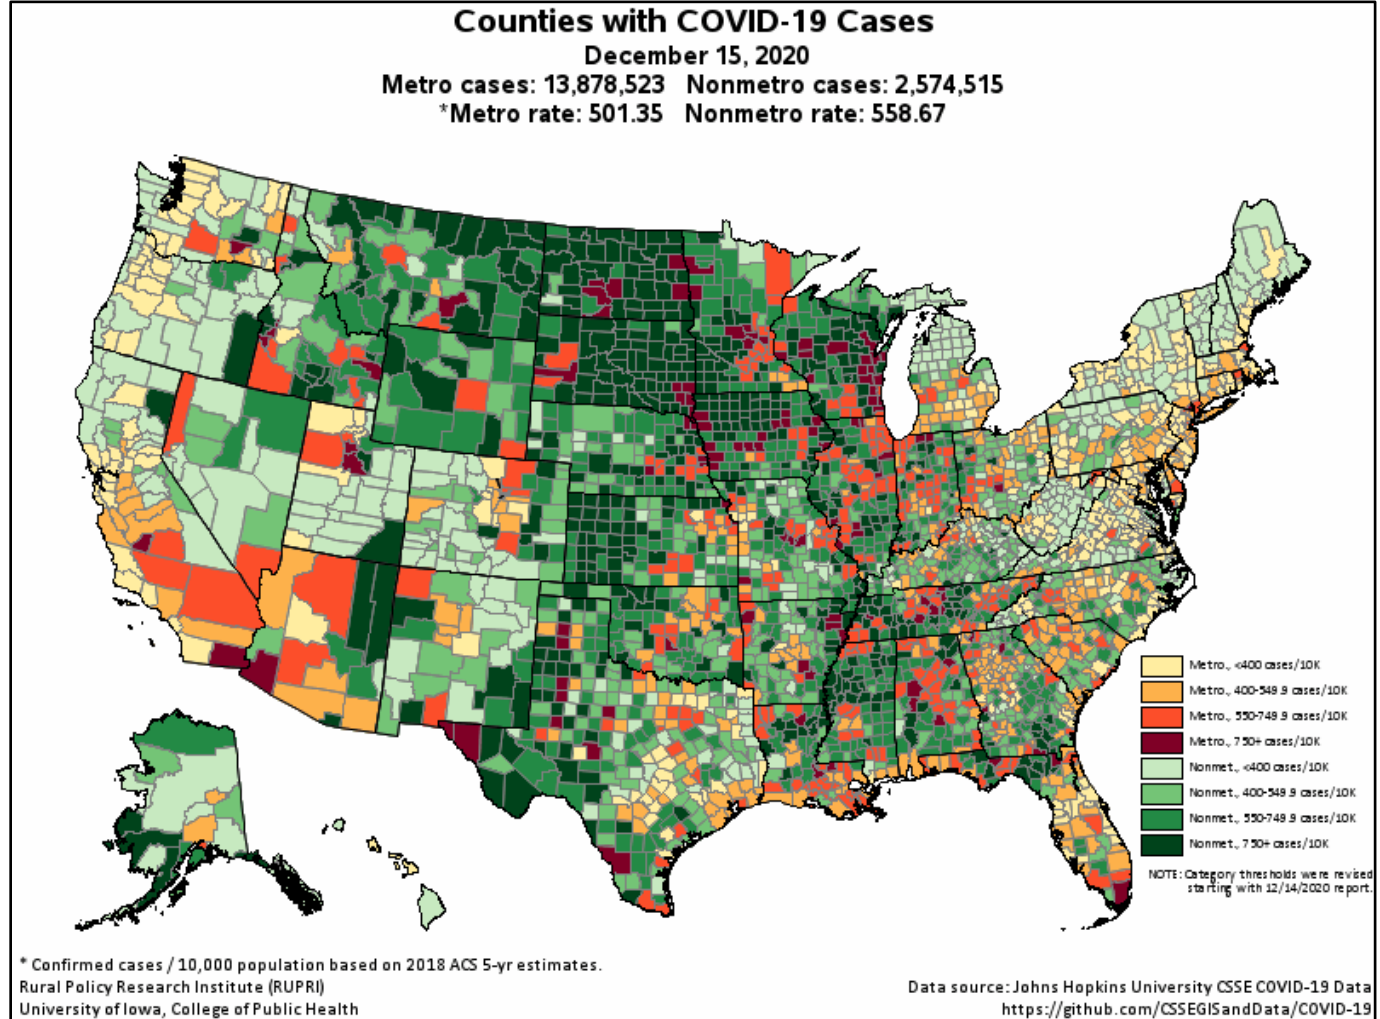 Counties with COVID-19 Cases
December 15, 2020
Metro cases: 13,878,523 Nonmetro cases: 2,574,515
*Metro rate: 501.35 Nonmetro rate: 558.67
Metro., <400 cases/10K
Metro., 400-549.9 cases/10K
Metro., 550-749.9 cases/10K
Metro., 750+ cases/10K
Nonmet., <400 cases/10K
Nonmet., 400-549.9 cases/10K
Nonmet., 550-749.9 cases/10K
Nonmet., 750+ cases/10K
NOTE: Category thresholds were revised
starting with 12/14/2020 report.
* Confirmed cases / 10,000 population based on 2018 ACS 5-yr estimates.
Rural Policy Research Institute (RUPRI)
University of Iowa, College of Public Health
Data source: Johns Hopkins University CSSE COVID-19 Data
https://github.com/CSSEGISandData/COVID-19